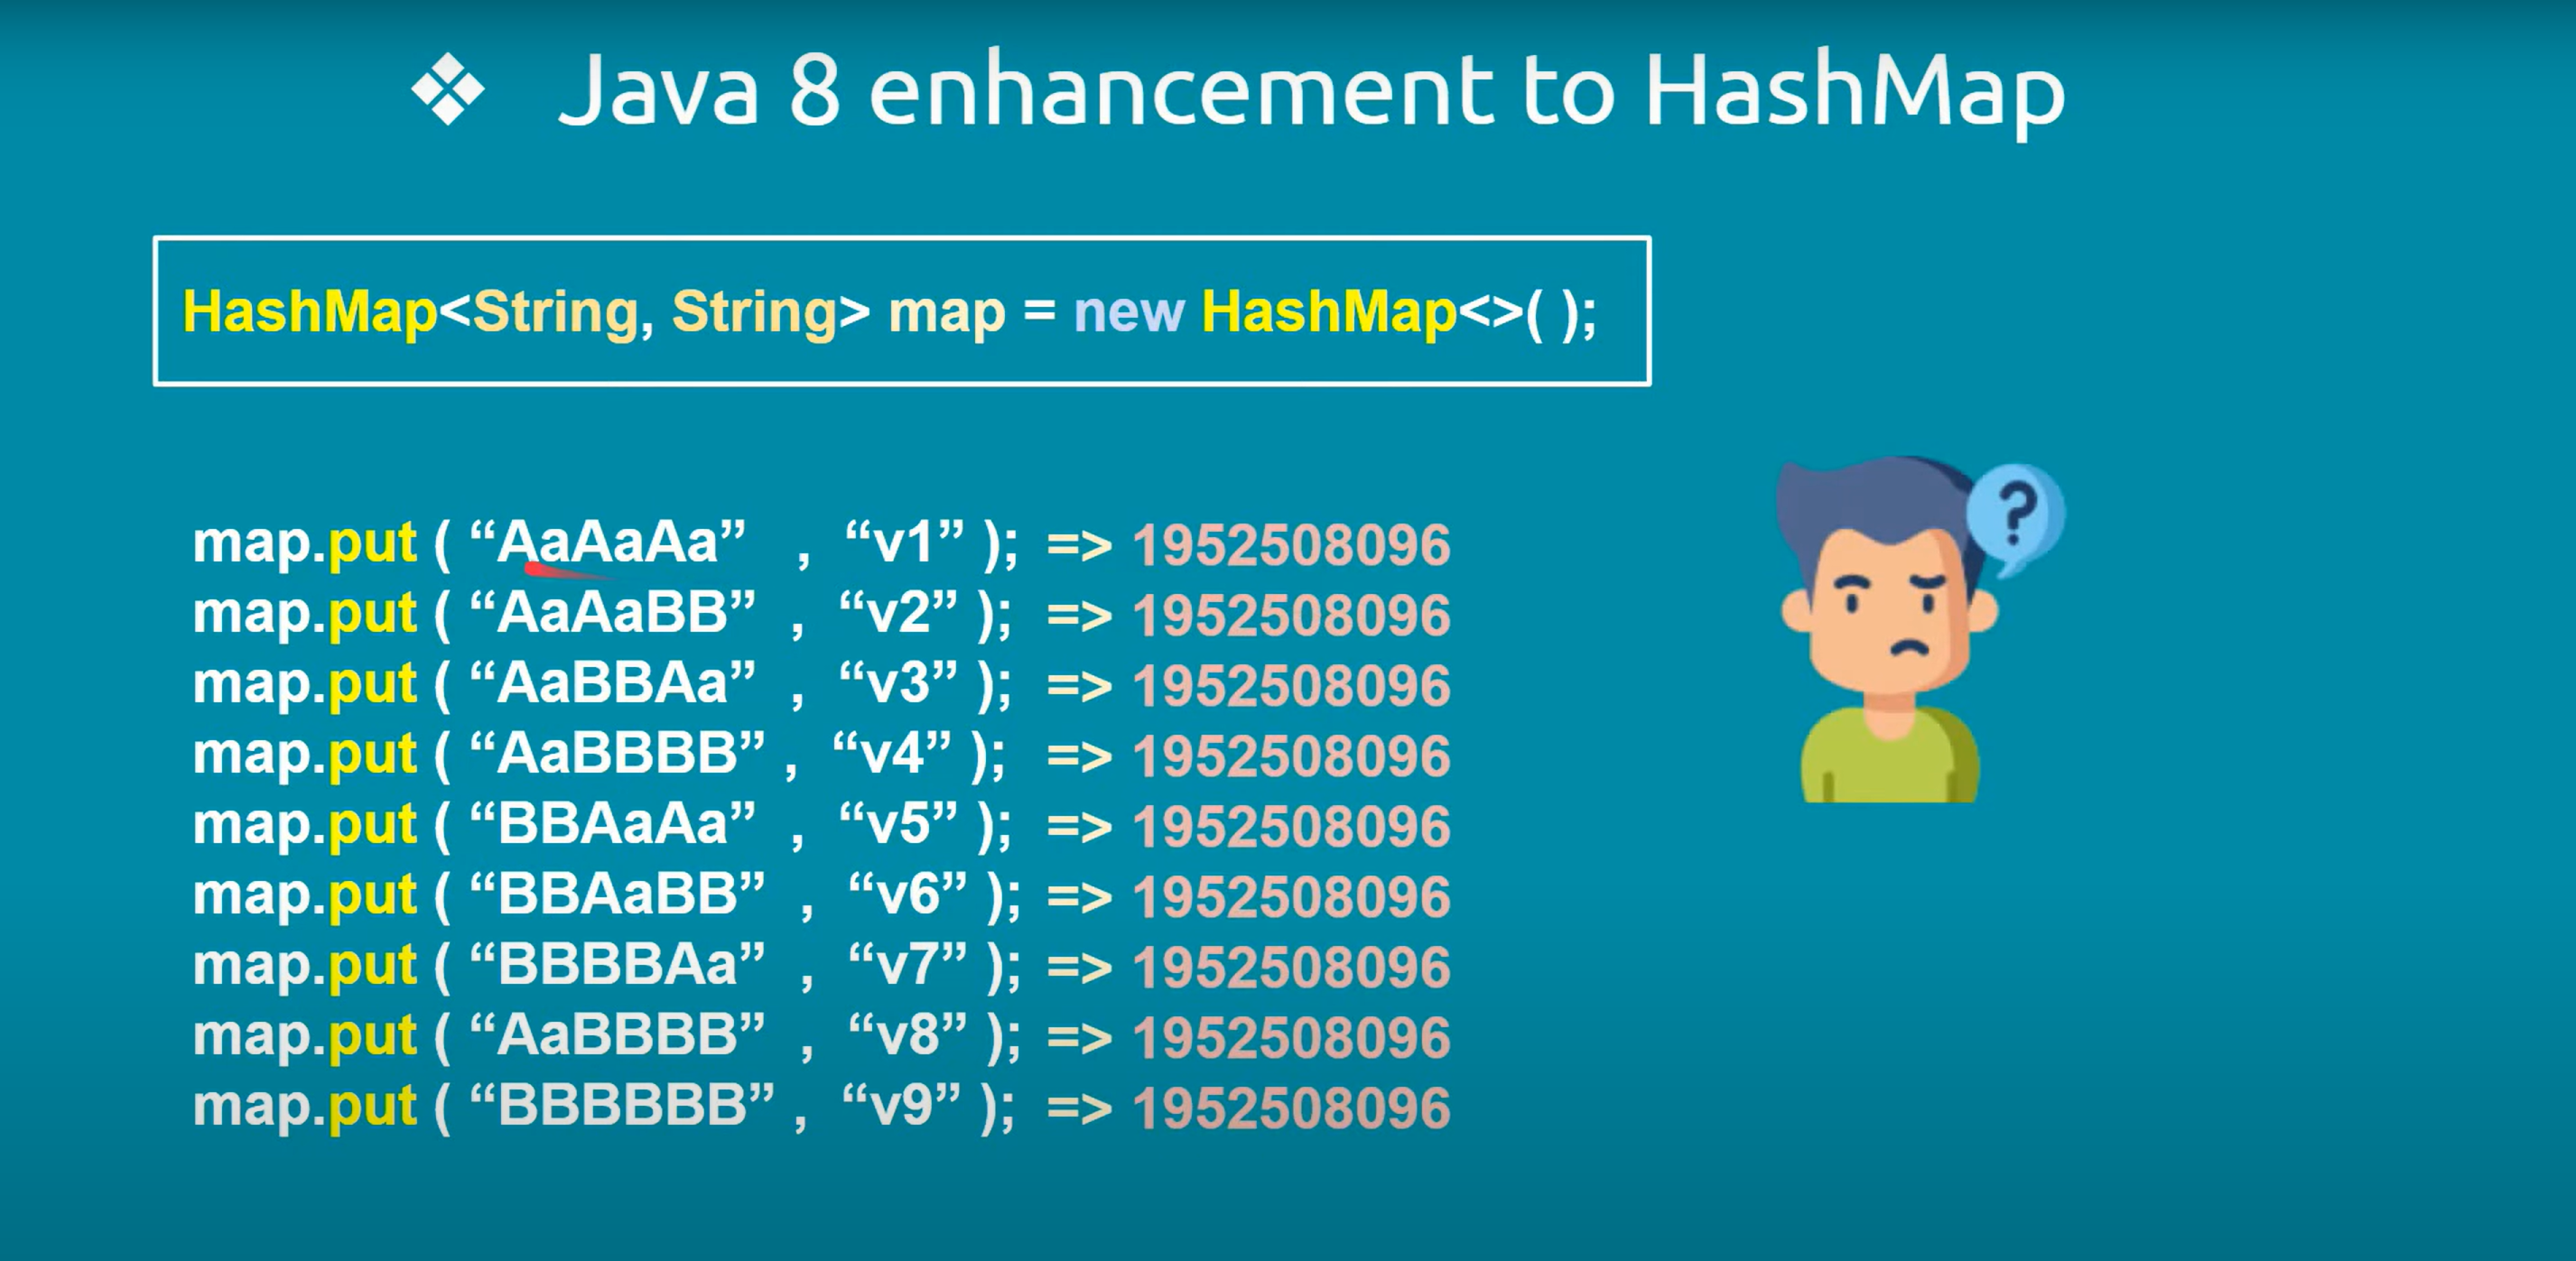 ❖ Java 8 enhancement to HashMap
HashMap<String, String> map = new HashMap<>( );
map.put ( “AaAaAa” , “v1” ); => 1952508096
map.put ( “AaAaBB” , “v2” ); => 1952508096
map.put ( “AaBBAa” , “v3” ); => 1952508096
map.put ( “AaBBBB” , “v4” ); => 1952508096
map.put ( “BBAaAa” , “v5” ); => 1952508096
map.put ( “BBAaBB” , “v6” ); => 1952508096
map.put ( “BBBBAa” , “v7” ); => 1952508096
map.put ( “AaBBBB” , “v8” ); => 1952508096
map.put ( “BBBBBB” , “v9” ); => 1952508096
?